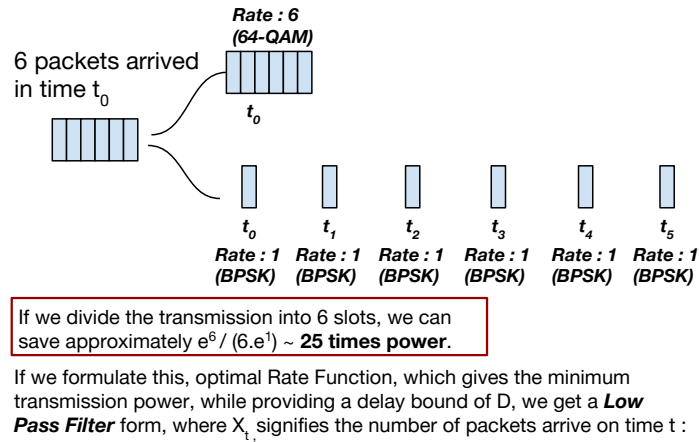 Rate : 6
(64-QAM)
6 packets arrived
in time t₀
t₀
t₀ t₁ t₂ t₃ t₄ t₅
Rate : 1 Rate : 1 Rate : 1 Rate : 1 Rate : 1 Rate : 1
(BPSK) (BPSK) (BPSK) (BPSK) (BPSK) (BPSK)
If we divide the transmission into 6 slots, we can
save approximately e⁶ / (6.e¹) ~ 25 times power.
If we formulate this, optimal Rate Function, which gives the minimum
transmission power, while providing a delay bound of D, we get a Low
Pass Filter form, where Xₜ, signifies the number of packets arrive on time t :